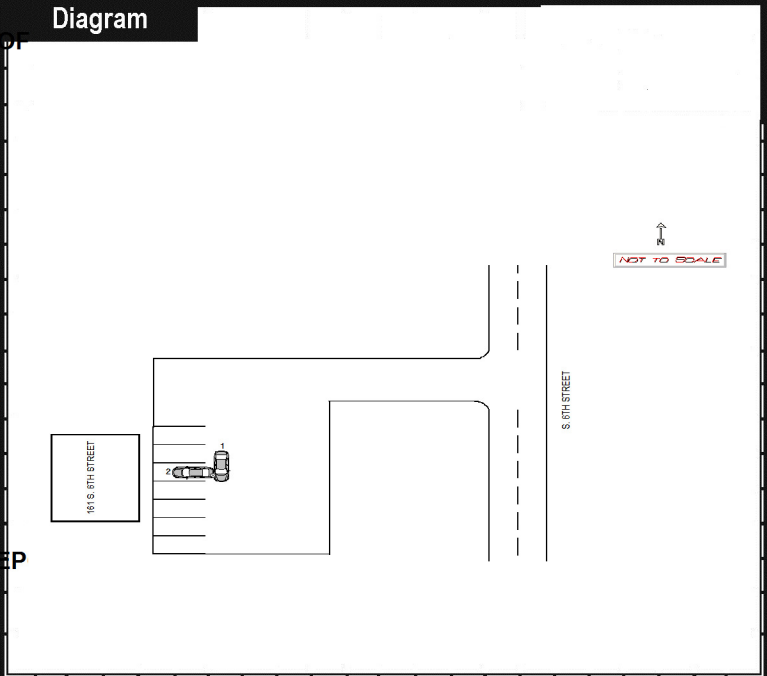 Diagram
OF
N
NOT TO SCALE
S. 6TH STREET
1
2
161 S. 6TH STREET
EP